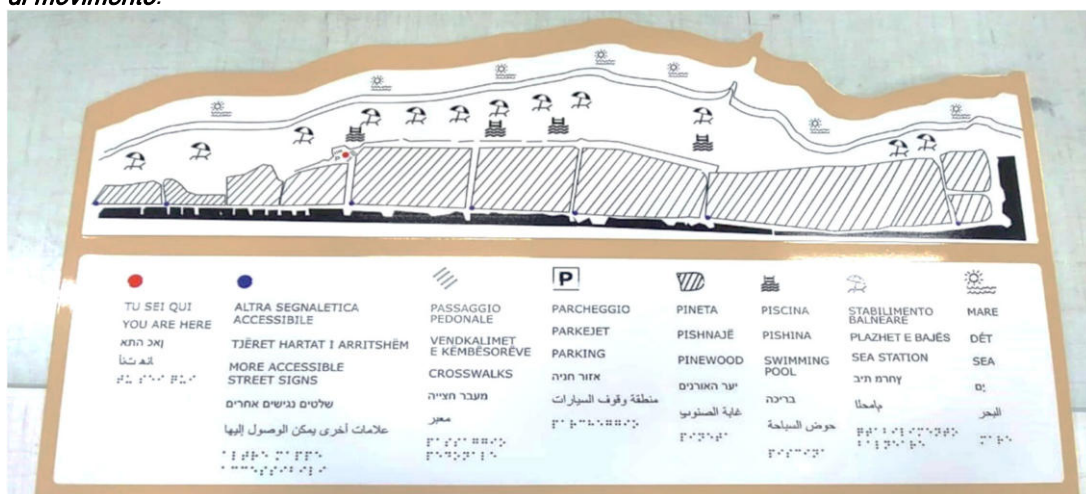 di movimento.
TU SEI QUI
YOU ARE HERE
אתה כאן
ALTRA SEGNALETICA
ACCESSIBILE
TJËRET HARTAT I ARRITSHËM
MORE ACCESSIBLE
STREET SIGNS
שלטים נגישים אחרים
علامات أخرى يمكن الوصول إليها
PASSAGGIO
PEDONALE
VENDKALIMET
E KËMBËSORËVE
CROSSWALKS
מעבר חצייה
معبر
P
PARCHEGGIO
PARKEJET
PARKING
אזור חניה
منطقة وقوف السيارات
PINETA
PISHNAJË
PINEWOOD
יער האורנים
غابة الصنوبر
PISCINA
PISHINA
SWIMMING
POOL
בריכה
حوض السباحة
STABILIMENTO
BALNEARE
PLAZHET E BAJËS
SEA STATION
MARE
DÉT
SEA
ים
البحر